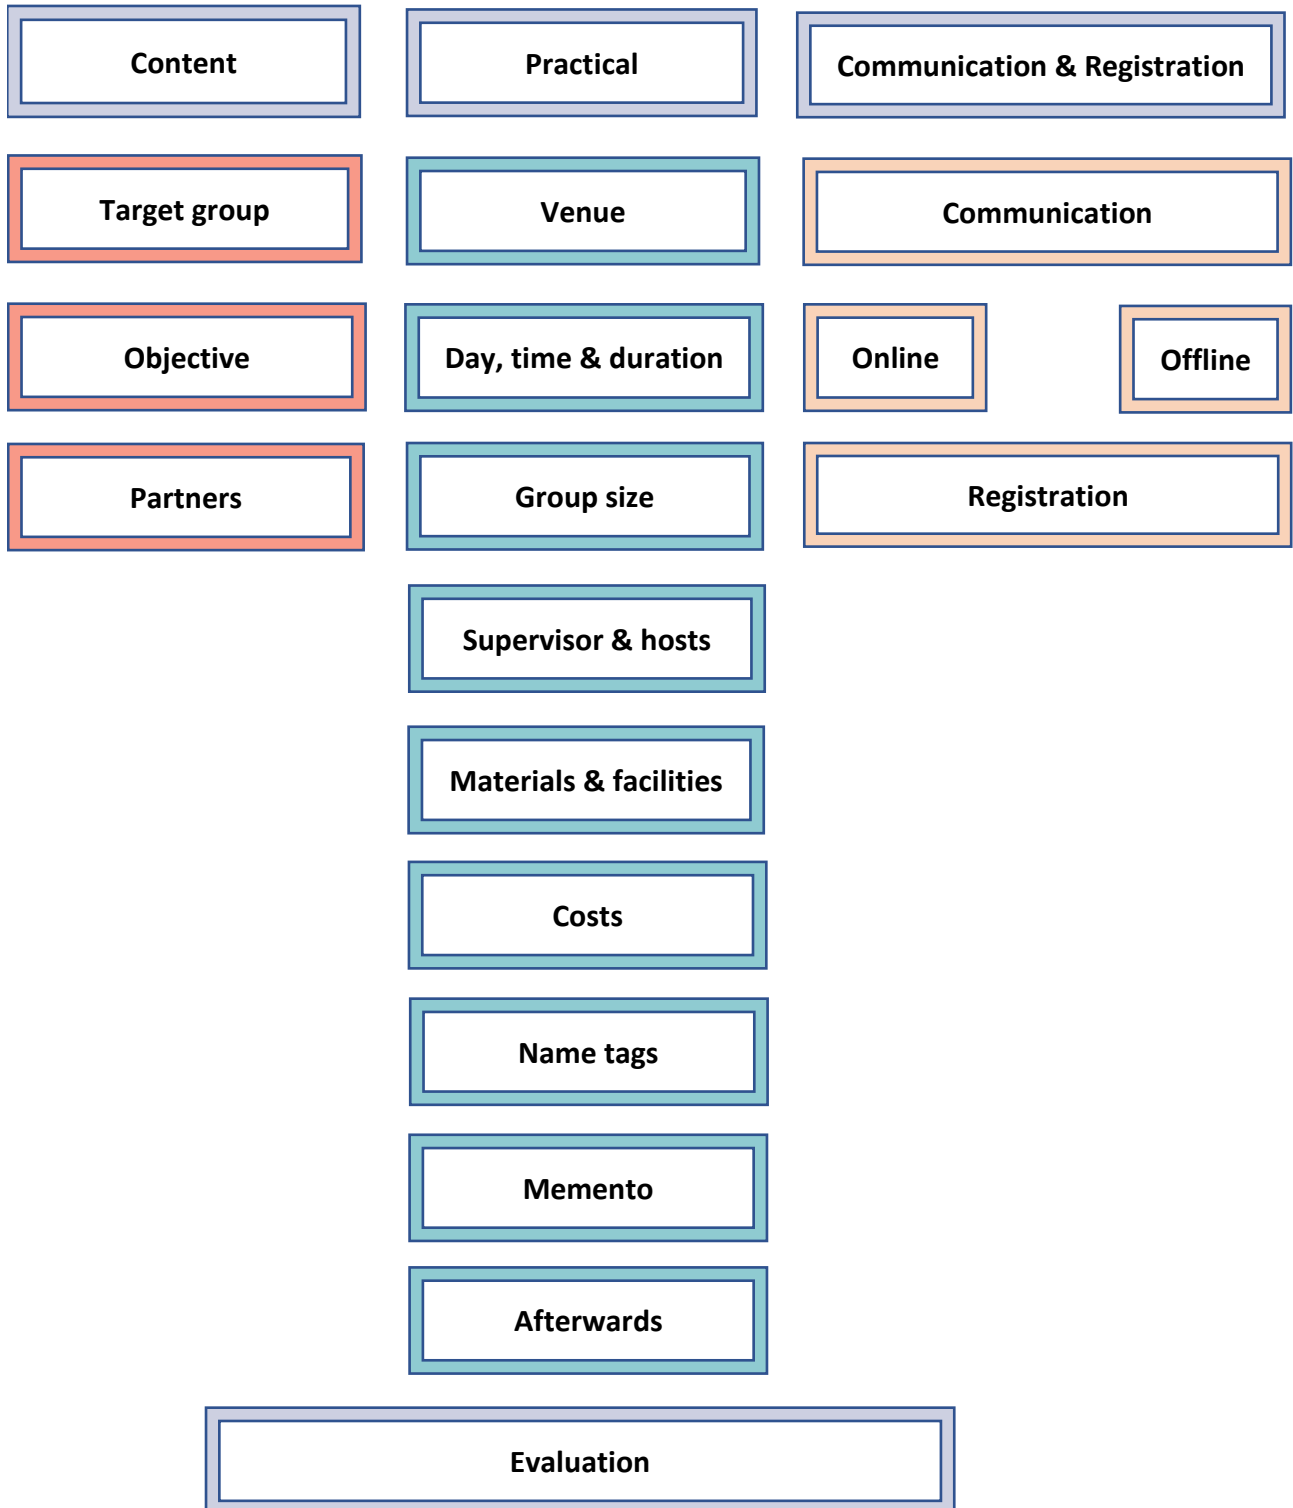 Content
Practical
Communication & Registration
Target group
Venue
Communication
Objective
Day, time & duration
Online
Offline
Partners
Group size
Registration
Supervisor & hosts
Materials & facilities
Costs
Name tags
Memento
Afterwards
Evaluation